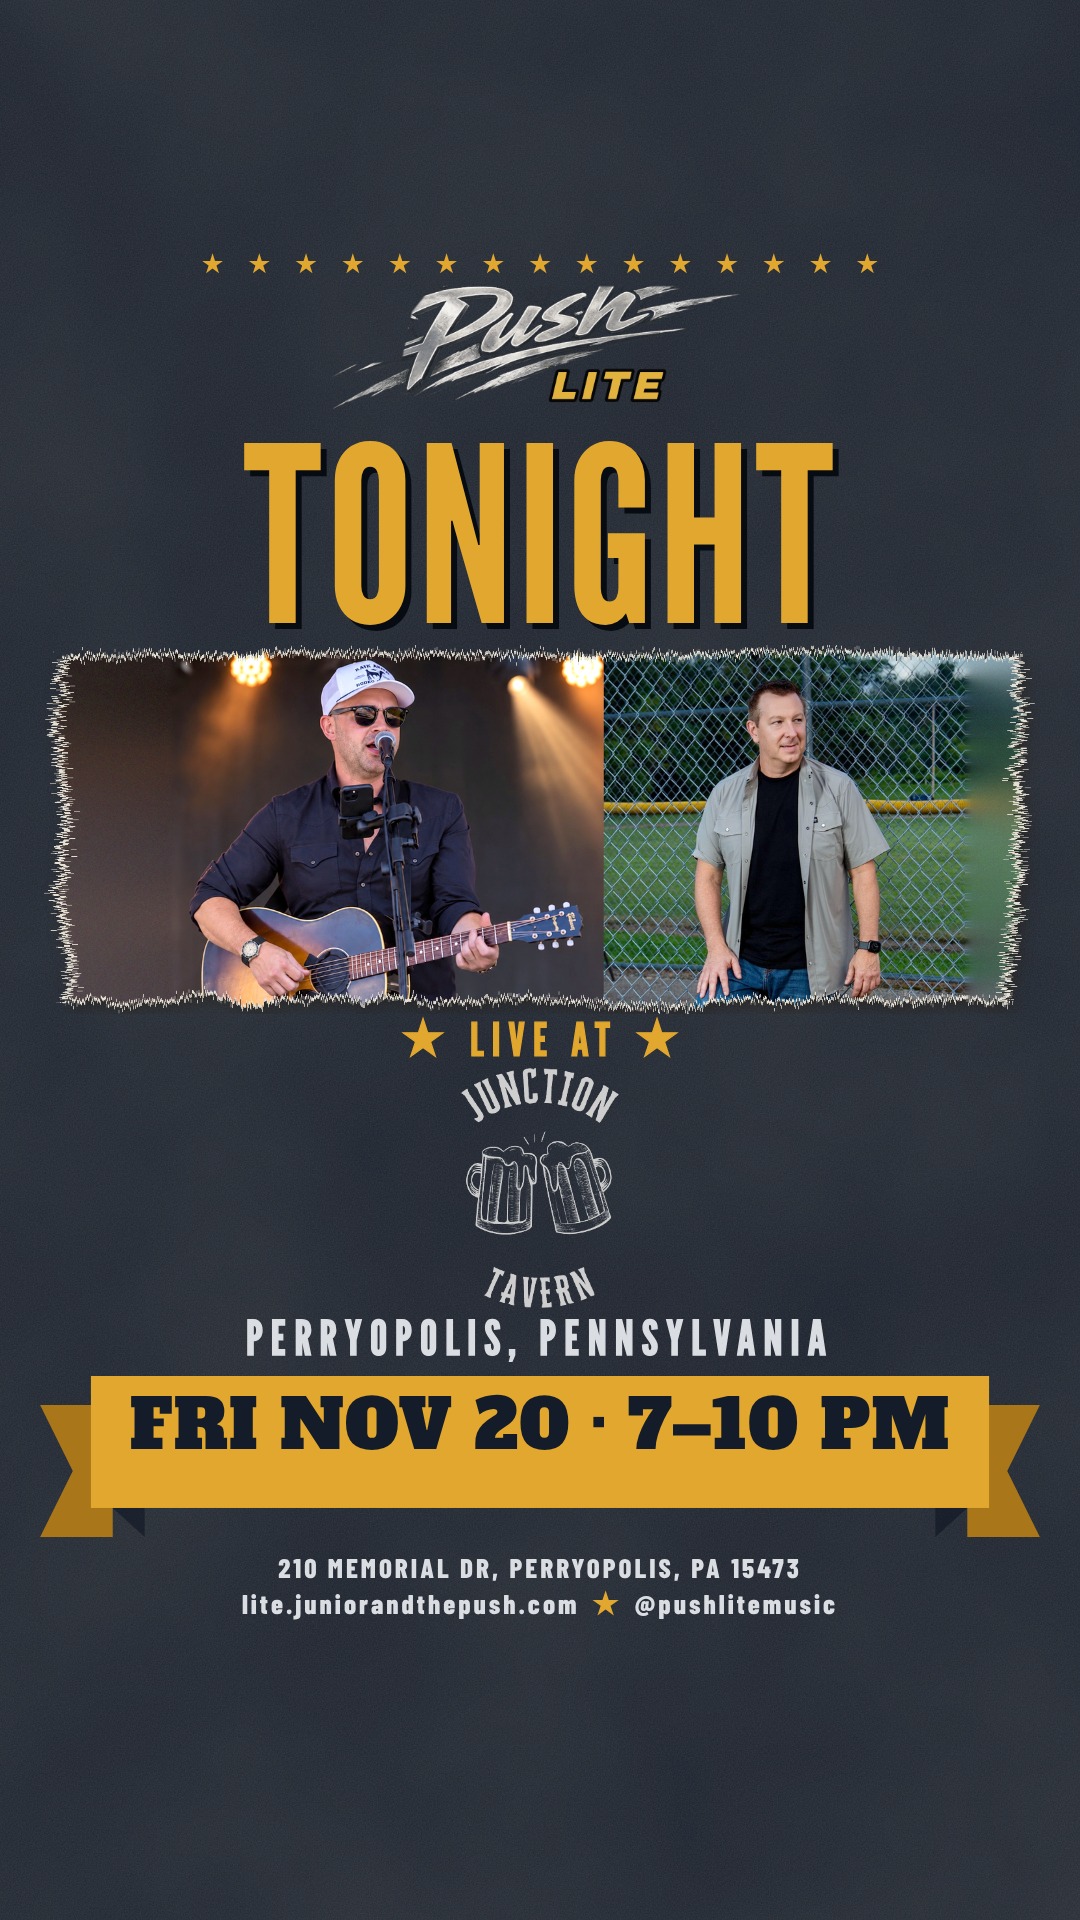 Push
LITE
TONIGHT
LIVE AT
JUNCTION
TAVERN
PERRYOPOLIS, PENNSYLVANIA
FRI NOV 20 · 7–10 PM
210 MEMORIAL DR, PERRYOPOLIS, PA 15473
lite.juniorandthepush.com ★ @pushlitemusic